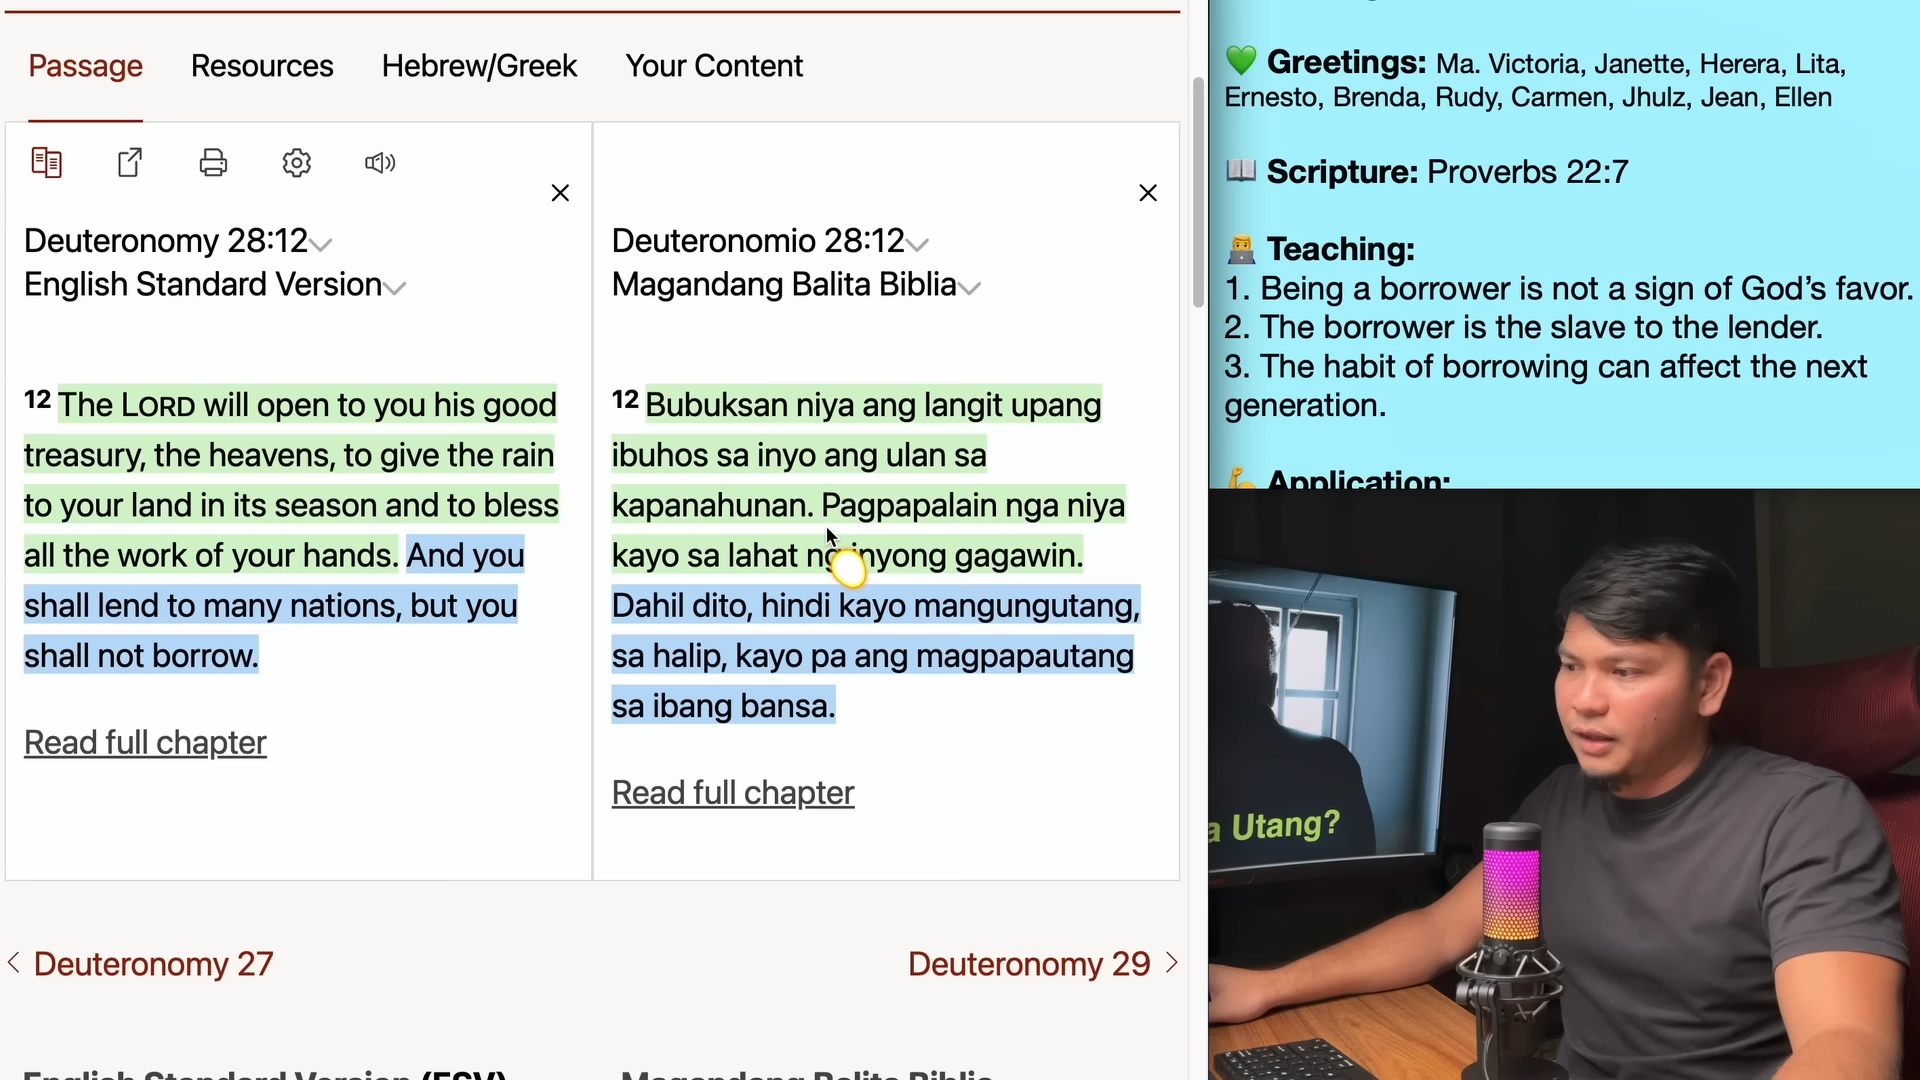 Passage
Resources
Hebrew/Greek
Your Content
Deuteronomy 28:12
English Standard Version
12 The LORD will open to you his good
treasury, the heavens, to give the rain
to your land in its season and to bless
all the work of your hands. And you
shall lend to many nations, but you
shall not borrow.
Read full chapter
Deuteronomio 28:12
Magandang Balita Biblia
12 Bubuksan niya ang langit upang
ibuhos sa inyo ang ulan sa
kapanahunan. Pagpapalain nga niya
kayo sa lahat ng inyong gagawin.
Dahil dito, hindi kayo mangungutang,
sa halip, kayo pa ang magpapautang
sa ibang bansa.
Read full chapter
Deuteronomy 27
Deuteronomy 29
English Standard Version (ESV)
Magandang Balita Biblia
💚 Greetings: Ma. Victoria, Janette, Herera, Lita,
Ernesto, Brenda, Rudy, Carmen, Jhulz, Jean, Ellen
📖 Scripture: Proverbs 22:7
👨‍💻 Teaching:
1. Being a borrower is not a sign of God’s favor.
2. The borrower is the slave to the lender.
3. The habit of borrowing can affect the next
generation.
💪 Application:
a Utang?